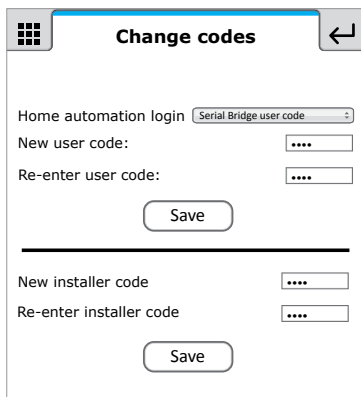 Change codes
Home automation login Serial Bridge user code
New user code: ••••
Re-enter user code: ••••
Save
New installer code ••••
Re-enter installer code ••••
Save